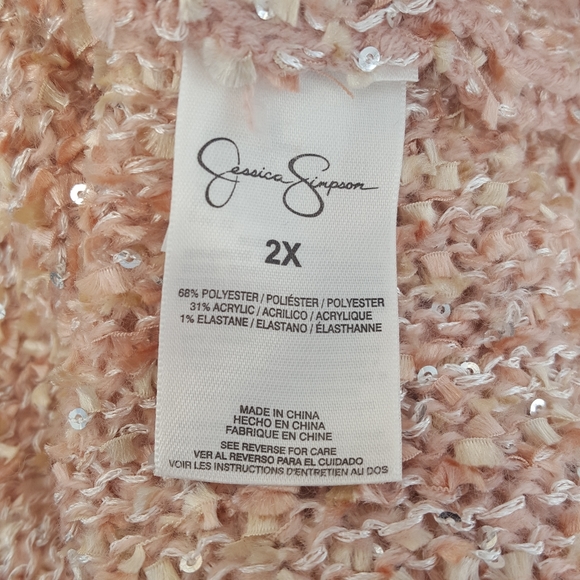 Jessica Simpson
2X
68% POLYESTER / POLIÉSTER / POLYESTER
31% ACRYLIC / ACRILICO / ACRYLIQUE
1% ELASTANE / ELASTANO / ÉLASTHANNE
MADE IN CHINA
HECHO EN CHINA
FABRIQUE EN CHINE
SEE REVERSE FOR CARE
VER AL REVERSO PARA EL CUIDADO
VOIR LES INSTRUCTIONS D'ENTRETIEN AU DOS